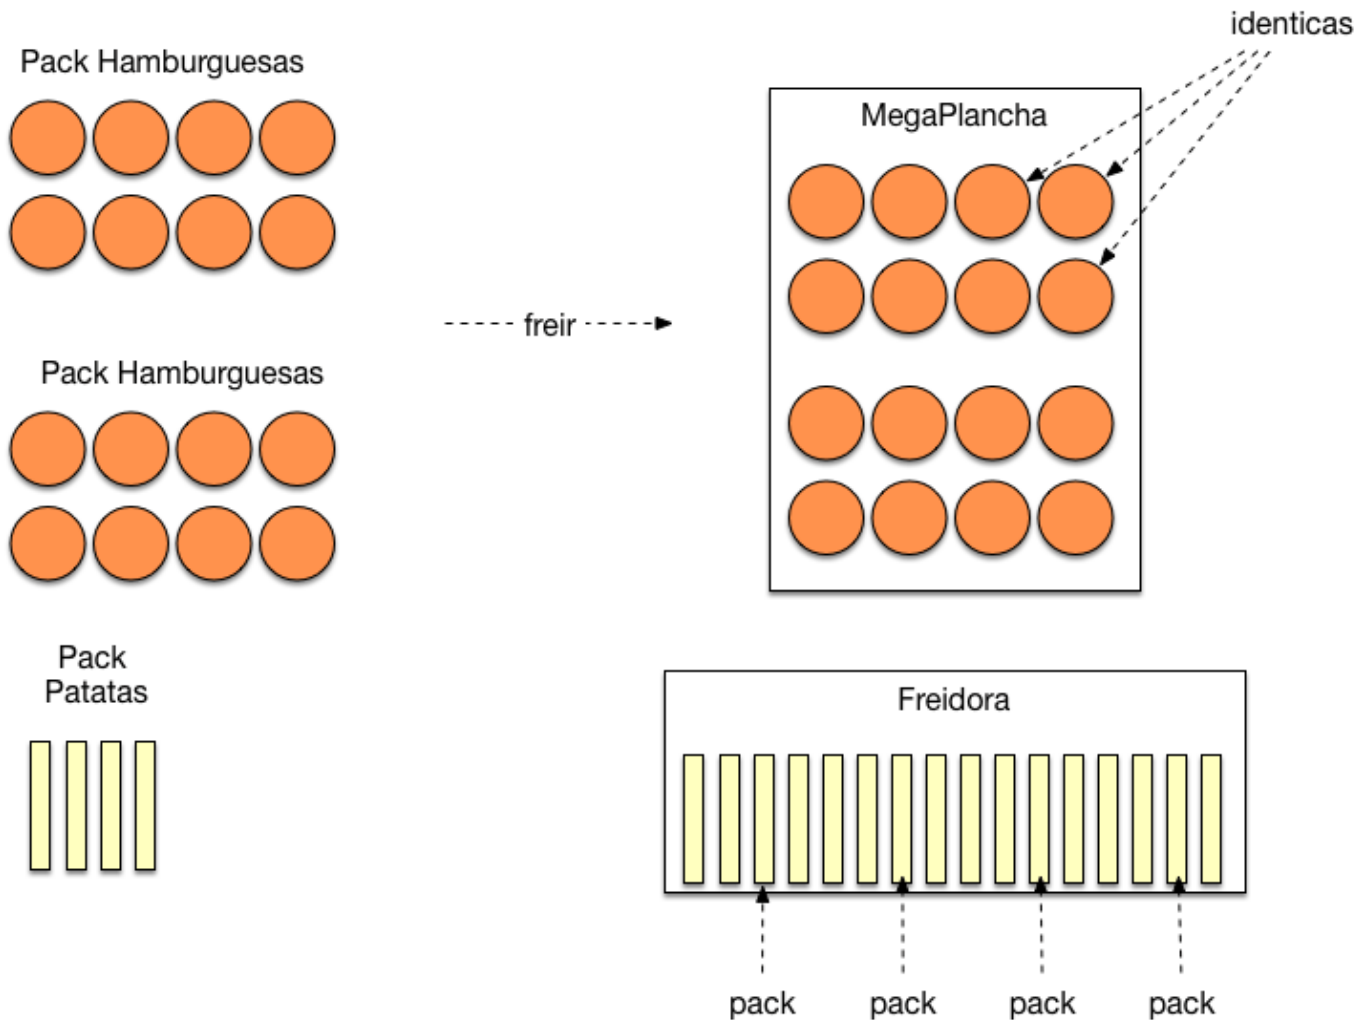 identicas
Pack Hamburguesas
MegaPlancha
freir
Pack Hamburguesas
Pack
Patatas
Freidora
pack
pack
pack
pack